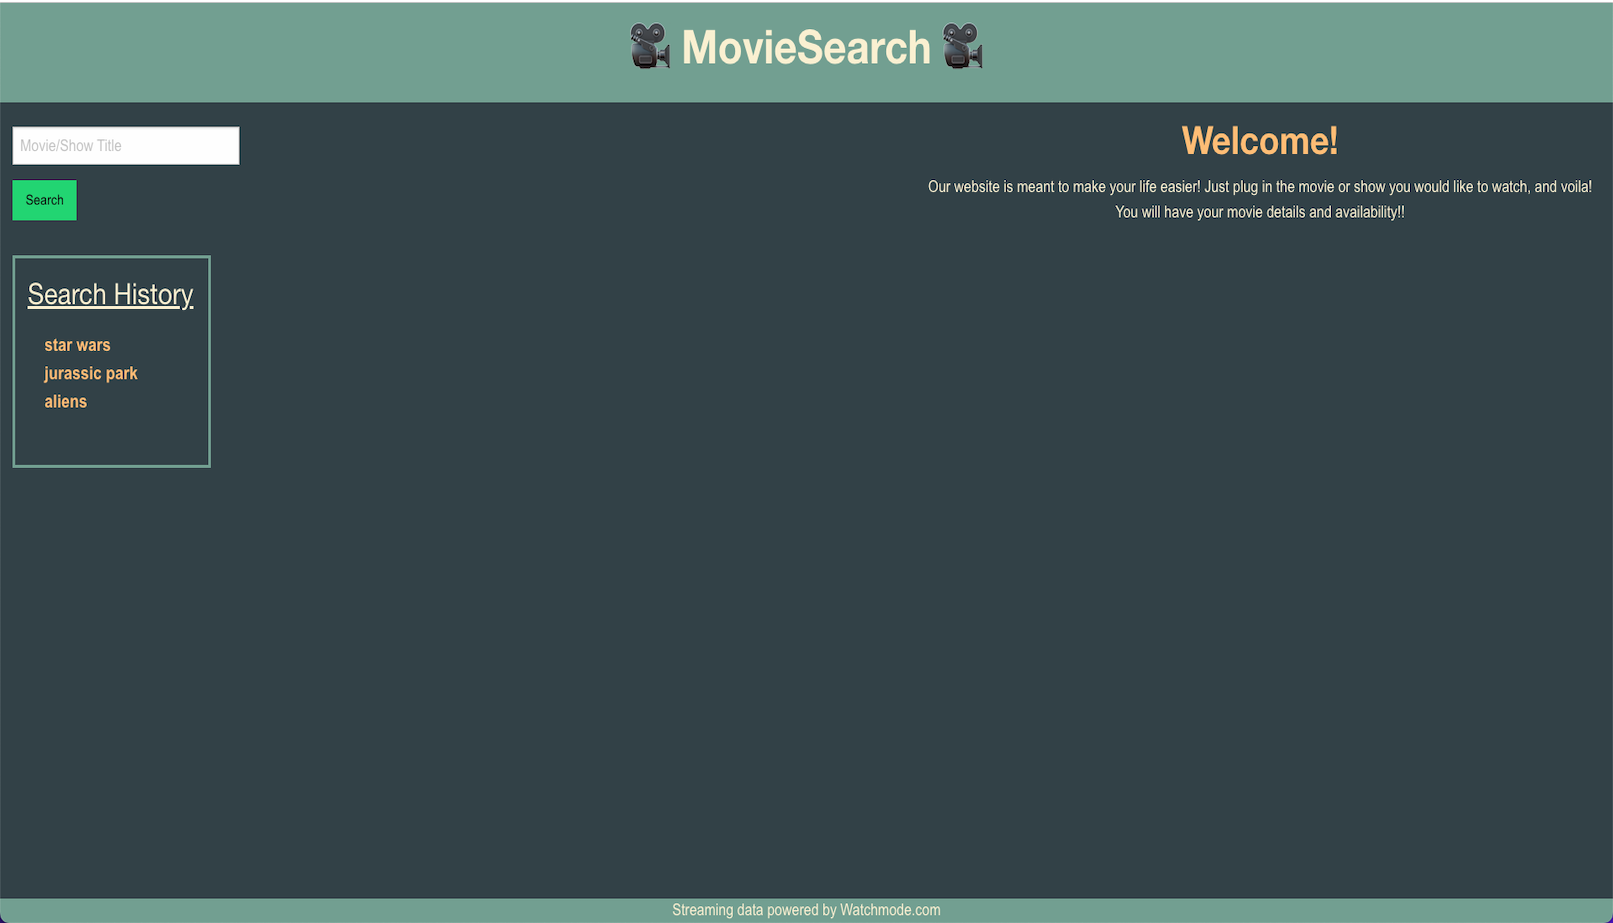 MovieSearch
Movie/Show Title
Search
Search History
star wars
jurassic park
aliens
Welcome!
Our website is meant to make your life easier! Just plug in the movie or show you would like to watch, and voila!
You will have your movie details and availability!!
Streaming data powered by Watchmode.com